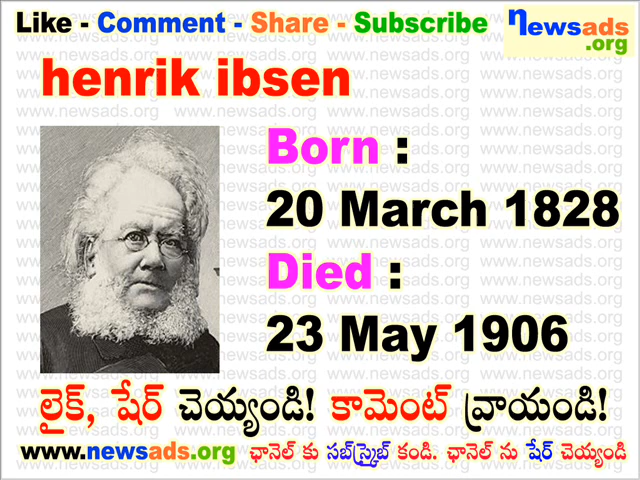 Like - Comment - Share - Subscribe
newsads
.org
henrik ibsen
Born :
20 March 1828
Died :
23 May 1906
లైక్, షేర్ చెయ్యండి! కామెంట్ వ్రాయండి!
www.newsads.org ఛానెల్ కు సబ్‌స్క్రైబ్ కండి. ఛానెల్ ను షేర్ చెయ్యండి